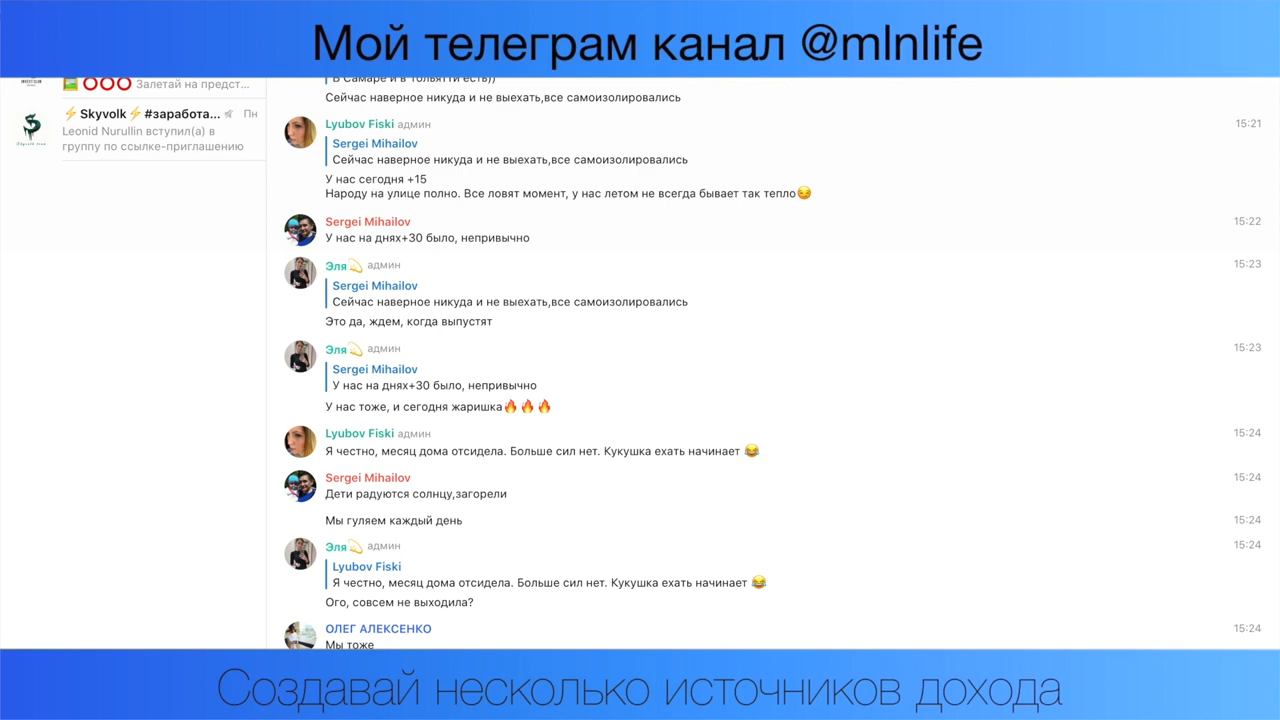 Мой телеграм канал @mlnlife
Залетай на предст...
⚡Skyvolk⚡#заработа... Пн
Leonid Nurullin вступил(а) в
группу по ссылке-приглашению
В Самаре и в Тольятти есть))
Сейчас наверное никуда и не выехать,все самоизолировались
Lyubov Fiski админ 15:21
Sergei Mihailov
Сейчас наверное никуда и не выехать,все самоизолировались
У нас сегодня +15
Народу на улице полно. Все ловят момент, у нас летом не всегда бывает так тепло😏
Sergei Mihailov 15:22
У нас на днях+30 было, непривычно
Эля💫 админ 15:23
Sergei Mihailov
Сейчас наверное никуда и не выехать,все самоизолировались
Это да, ждем, когда выпустят
Эля💫 админ 15:23
Sergei Mihailov
У нас на днях+30 было, непривычно
У нас тоже, и сегодня жаришка🔥🔥🔥
Lyubov Fiski админ 15:24
Я честно, месяц дома отсидела. Больше сил нет. Кукушка ехать начинает 😂
Sergei Mihailov 15:24
Дети радуются солнцу,загорели
Мы гуляем каждый день 15:24
Эля💫 админ 15:24
Lyubov Fiski
Я честно, месяц дома отсидела. Больше сил нет. Кукушка ехать начинает 😂
Ого, совсем не выходила?
ОЛЕГ АЛЕКСЕНКО 15:24
Мы тоже
Создавай несколько источников дохода